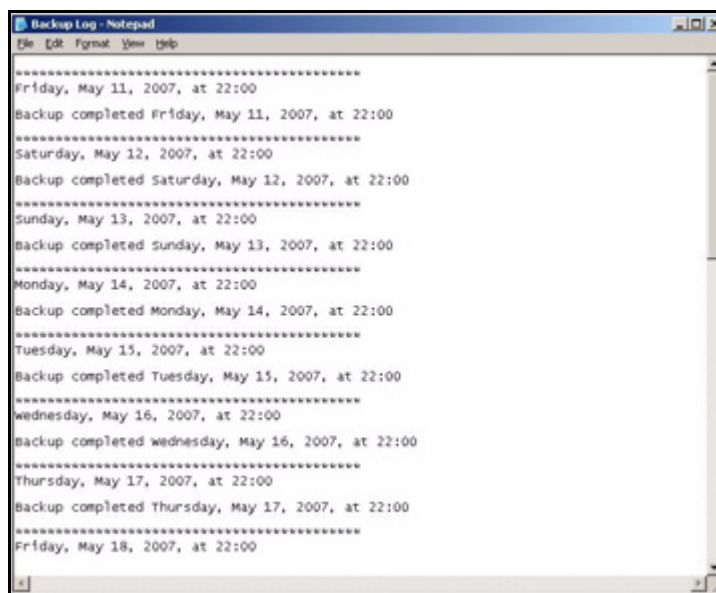 Backup Log - Notepad
File Edit Format View Help
*******************************************
Friday, May 11, 2007, at 22:00
Backup completed Friday, May 11, 2007, at 22:00
*******************************************
Saturday, May 12, 2007, at 22:00
Backup completed Saturday, May 12, 2007, at 22:00
*******************************************
Sunday, May 13, 2007, at 22:00
Backup completed Sunday, May 13, 2007, at 22:00
*******************************************
Monday, May 14, 2007, at 22:00
Backup completed Monday, May 14, 2007, at 22:00
*******************************************
Tuesday, May 15, 2007, at 22:00
Backup completed Tuesday, May 15, 2007, at 22:00
*******************************************
Wednesday, May 16, 2007, at 22:00
Backup completed Wednesday, May 16, 2007, at 22:00
*******************************************
Thursday, May 17, 2007, at 22:00
Backup completed Thursday, May 17, 2007, at 22:00
*******************************************
Friday, May 18, 2007, at 22:00